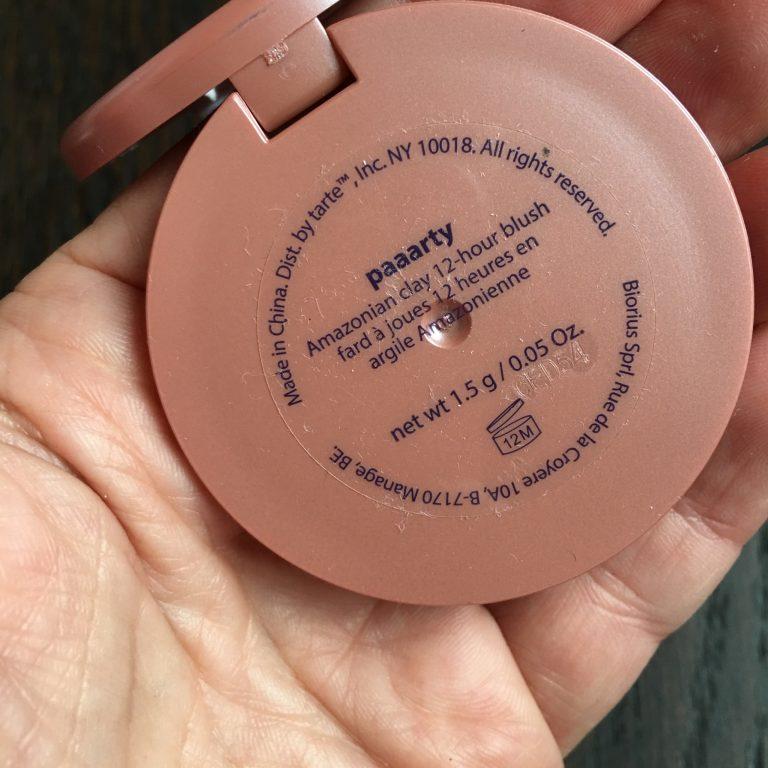 Made in China. Dist. by tarte™, Inc. NY 10018. All rights reserved.
paaarty
Amazonian clay 12-hour blush
fard à joues 12 heures en
argile Amazonienne
net wt 1.5 g / 0.05 Oz.
12M
Biorius Sprl, Rue de la Croyere 10A, B-7170 Manage, BE.